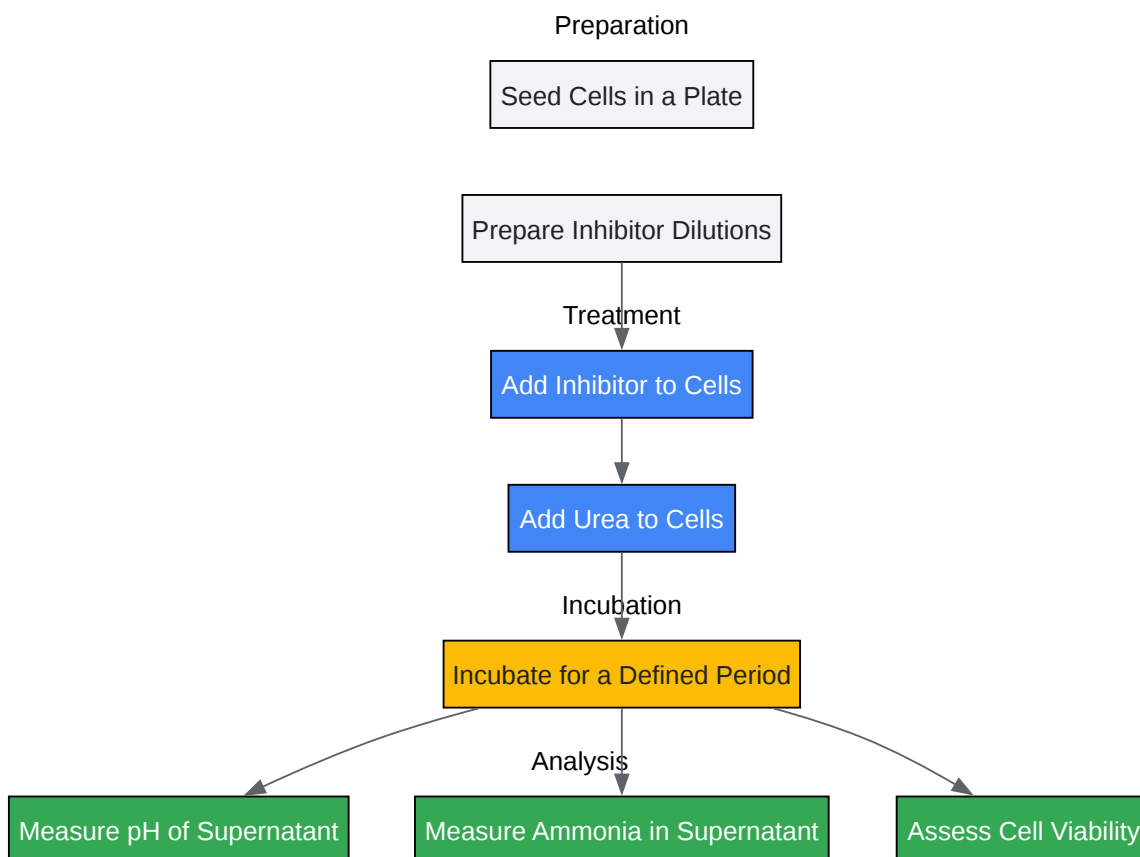 Preparation
Seed Cells in a Plate
Prepare Inhibitor Dilutions
Treatment
Add Inhibitor to Cells
Add Urea to Cells
Incubation
Incubate for a Defined Period
Analysis
Measure pH of Supernatant
Measure Ammonia in Supernatant
Assess Cell Viability